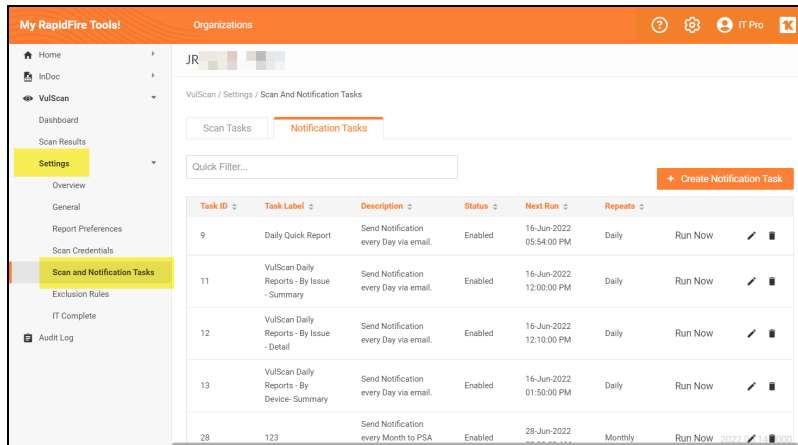 My RapidFire Tools!
Organizations
IT Pro
Home
InDoc
VulScan
Dashboard
Scan Results
Settings
Overview
General
Report Preferences
Scan Credentials
Scan and Notification Tasks
Exclusion Rules
IT Complete
Audit Log
JR
VulScan / Settings / Scan And Notification Tasks
Scan Tasks
Notification Tasks
Quick Filter...
+ Create Notification Task
Task ID Task Label Description Status Next Run Repeats
9 Daily Quick Report Send Notification every Day via email. Enabled 16-Jun-2022 05:54:00 PM Daily Run Now
11 VulScan Daily Reports - By Issue - Summary Send Notification every Day via email. Enabled 16-Jun-2022 12:00:00 PM Daily Run Now
12 VulScan Daily Reports - By Issue - Detail Send Notification every Day via email. Enabled 16-Jun-2022 12:10:00 PM Daily Run Now
13 VulScan Daily Reports - By Device- Summary Send Notification every Day via email. Enabled 16-Jun-2022 01:50:00 PM Daily Run Now
28 123 Send Notification every Month to PSA Enabled 28-Jun-2022 Monthly Run Now